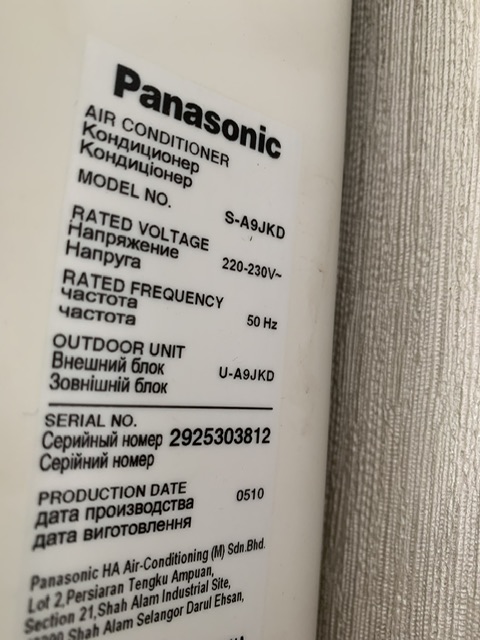 Panasonic
AIR CONDITIONER
Кондиционер
Кондиціонер
MODEL NO. S-A9JKD
RATED VOLTAGE
Напряжение 220-230V~
Напруга
RATED FREQUENCY
частота 50 Hz
частота
OUTDOOR UNIT
Внешний блок U-A9JKD
Зовнішній блок
SERIAL NO.
Серийный номер 2925303812
Серійний номер
PRODUCTION DATE 0510
дата производства
дата виготовлення
Panasonic HA Air-Conditioning (M) Sdn.Bhd.
Lot 2,Persiaran Tengku Ampuan,
Section 21,Shah Alam Industrial Site,
Shah Alam Selangor Darul Ehsan,